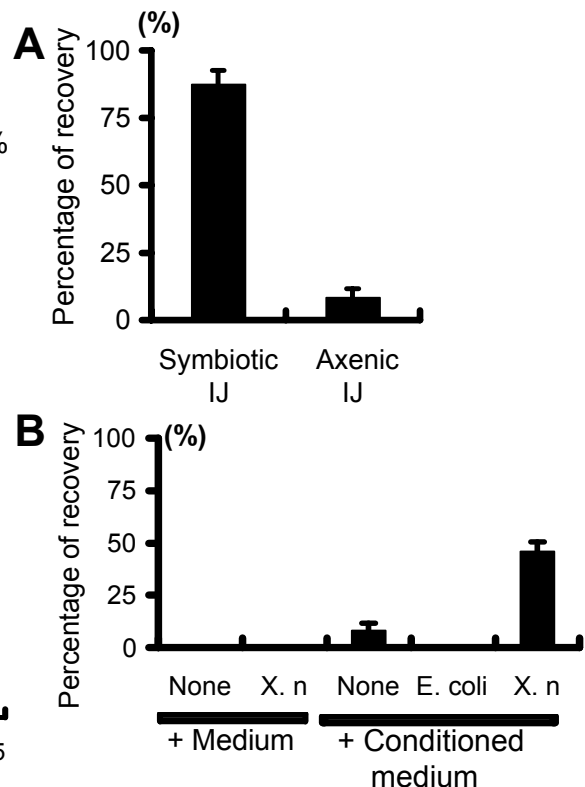 A
(%)
Percentage of recovery
100
75
50
25
0
Symbiotic IJ
Axenic IJ
%
B
(%)
Percentage of recovery
100
75
50
25
0
None X. n None E. coli X. n
+ Medium
+ Conditioned
medium
5